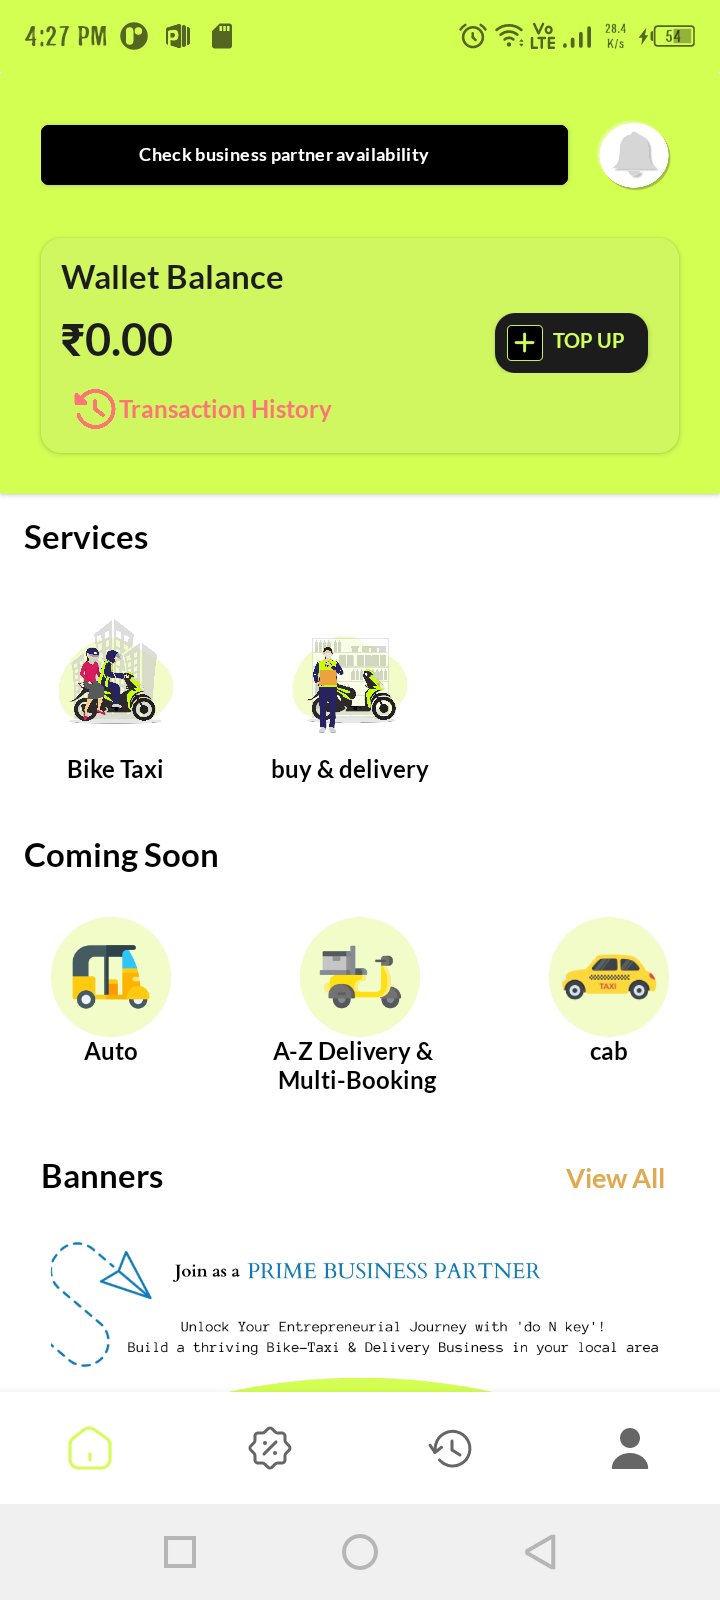 4:27 PM
Vo
LTE
28.4
K/s
54
Check business partner availability
Wallet Balance
₹0.00
TOP UP
Transaction History
Services
Bike Taxi
buy & delivery
Coming Soon
TAXI
Auto
A-Z Delivery &
Multi-Booking
cab
Banners
View All
Join as a PRIME BUSINESS PARTNER
Unlock Your Entrepreneurial Journey with 'do N key'!
Build a thriving Bike-Taxi & Delivery Business in your local area